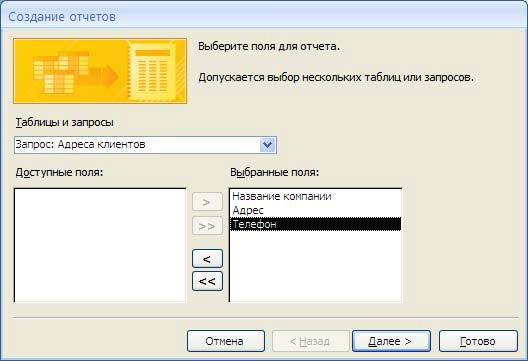 Создание отчетов
Выберите поля для отчета.
Допускается выбор нескольких таблиц или запросов.
Таблицы и запросы
Запрос: Адреса клиентов
Доступные поля:
Выбранные поля:
>
>>
<
<<
Название компании
Адрес
Телефон
Отмена
< Назад
Далее >
Готово